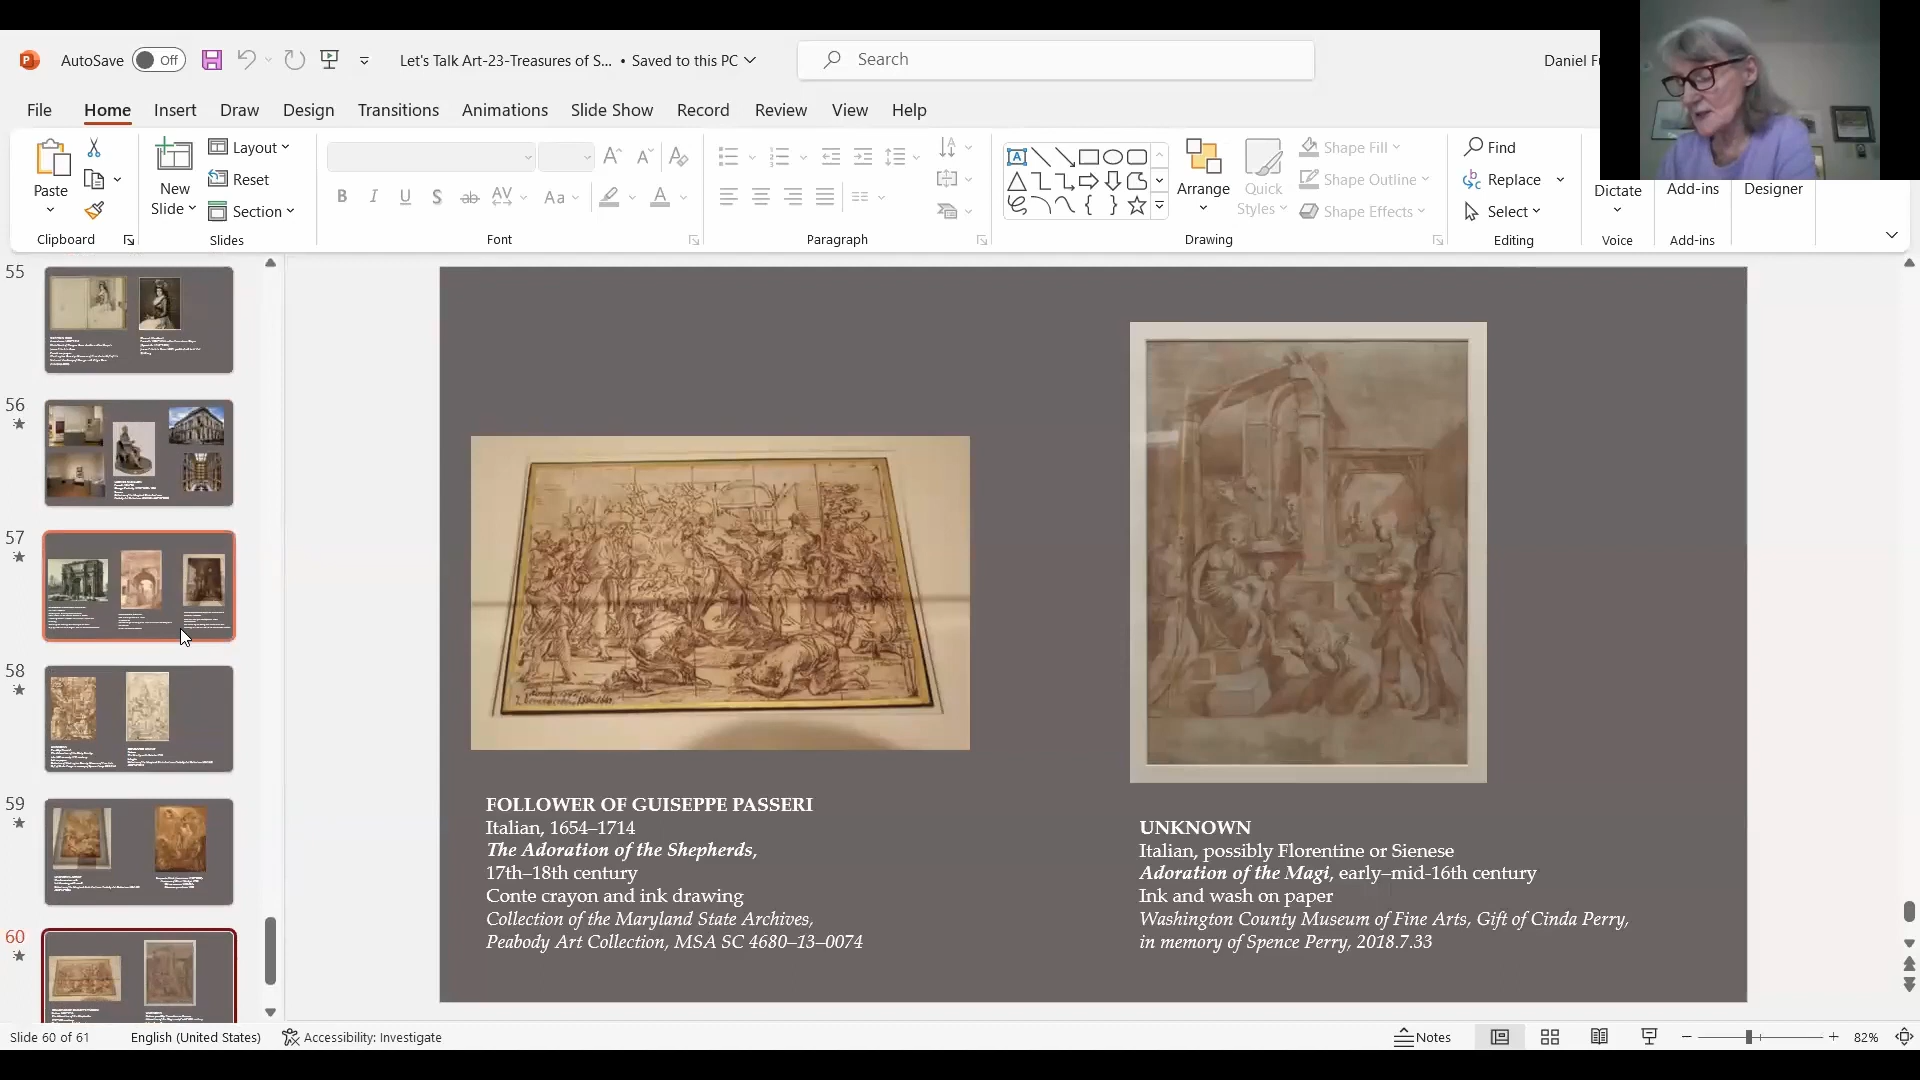 AutoSave Off Let's Talk Art-23-Treasures of S... • Saved to this PC Search Daniel
File Home Insert Draw Design Transitions Animations Slide Show Record Review View Help
Paste
New
Slide
Layout
Reset
Section
B I U S ab AV Aa A
Arrange
Quick
Styles
Shape Fill
Shape Outline
Shape Effects
Find
Replace
Select
Dictate
Add-ins
Designer
Clipboard Slides Font Paragraph Drawing Editing Voice Add-ins
55
56
57
58
59
60
FOLLOWER OF GUISEPPE PASSERI
Italian, 1654–1714
The Adoration of the Shepherds,
17th–18th century
Conte crayon and ink drawing
Collection of the Maryland State Archives,
Peabody Art Collection, MSA SC 4680–13–0074
UNKNOWN
Italian, possibly Florentine or Sienese
Adoration of the Magi, early–mid-16th century
Ink and wash on paper
Washington County Museum of Fine Arts, Gift of Cinda Perry,
in memory of Spence Perry, 2018.7.33
Slide 60 of 61 English (United States) Accessibility: Investigate Notes 82%